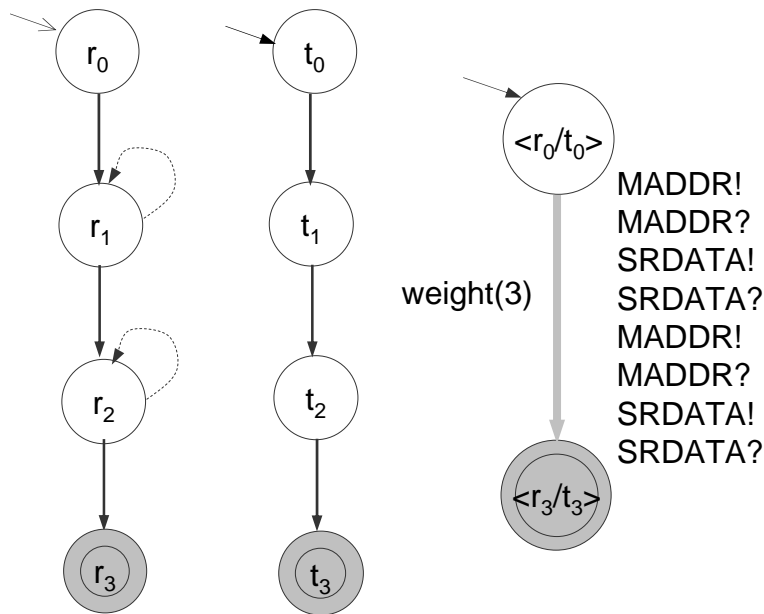 r0
r1
r2
r3
t0
t1
t2
t3
<r0/t0>
weight(3)
MADDR!
MADDR?
SRDATA!
SRDATA?
MADDR!
MADDR?
SRDATA!
SRDATA?
<r3/t3>